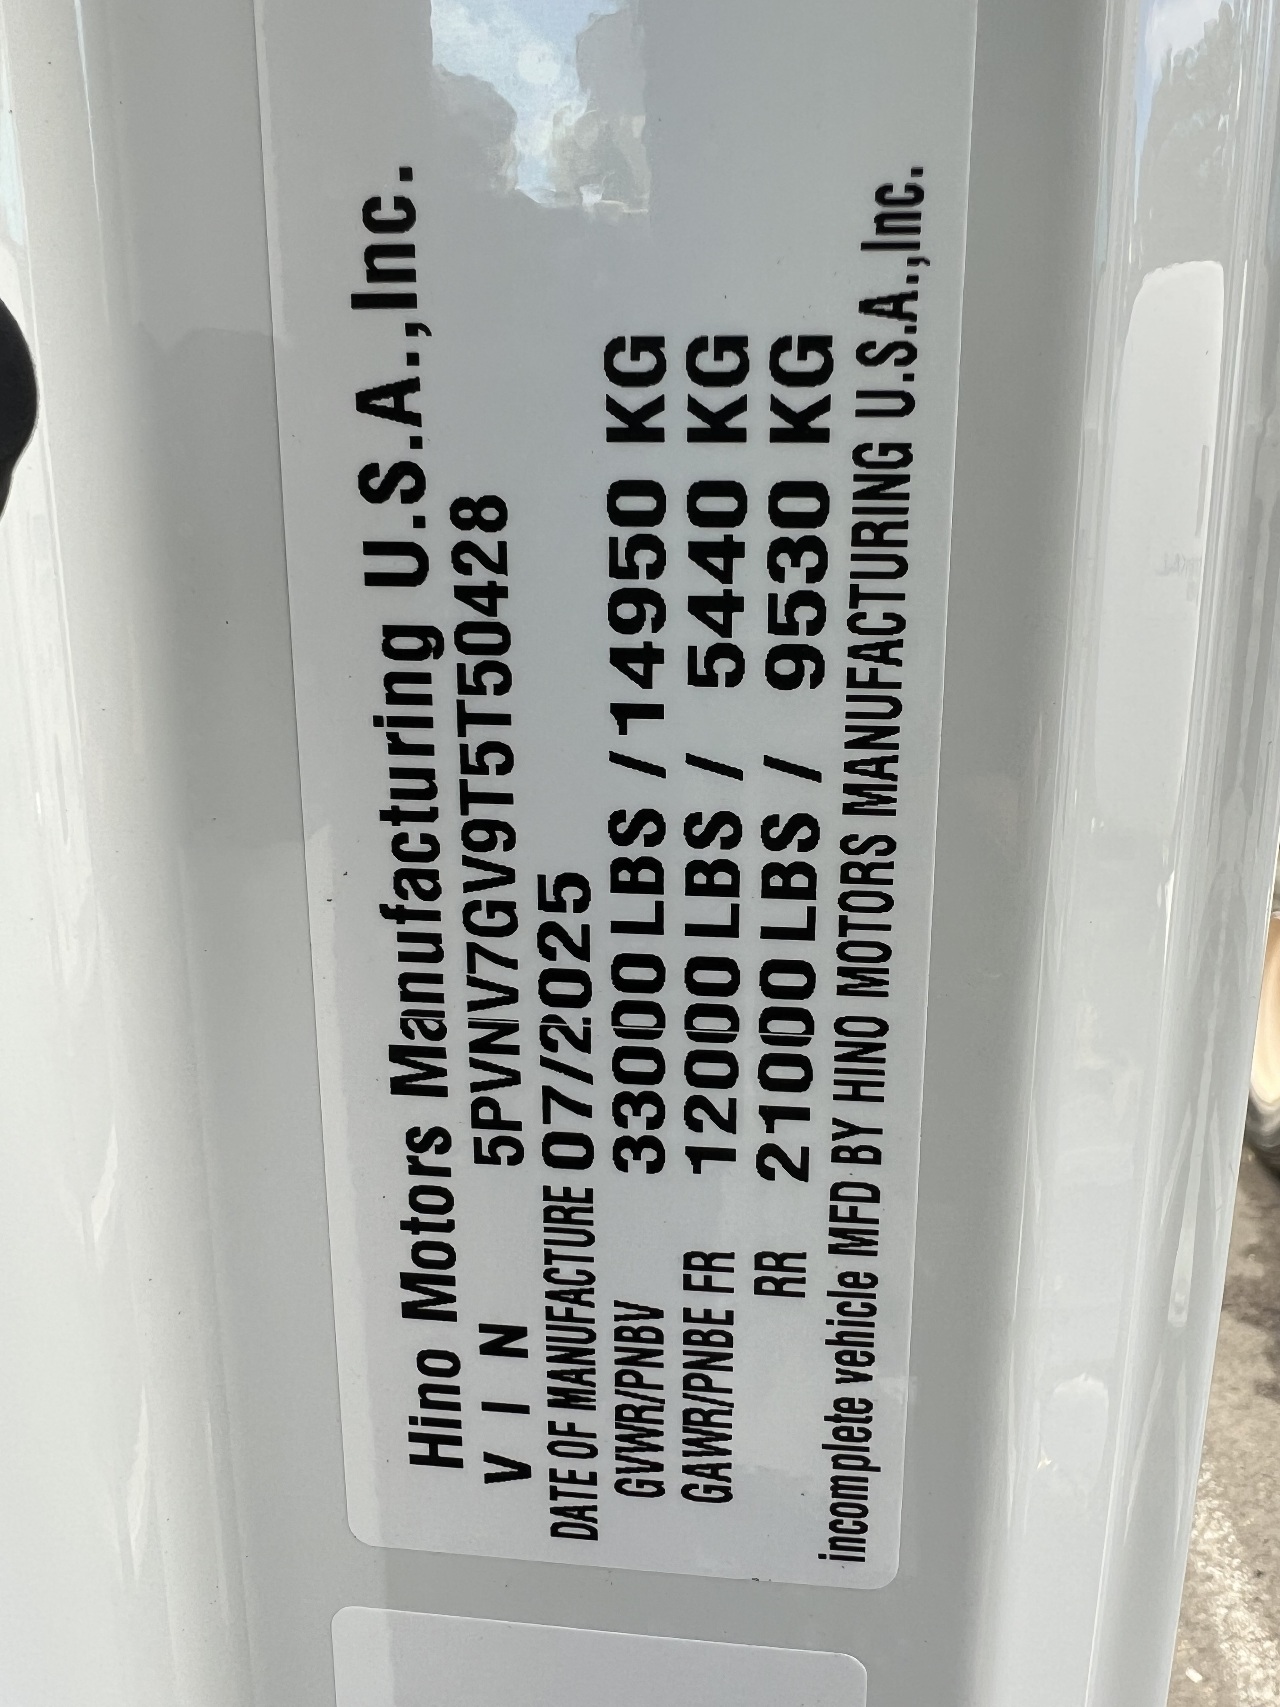 Hino Motors Manufacturing U.S.A.,Inc.
V I N 5PVNV7GV9T5T50428
DATE OF MANUFACTURE 07/2025
GVWR/PNBV 33000 LBS / 14950 KG
GAWR/PNBE FR 12000 LBS / 5440 KG
RR 21000 LBS / 9530 KG
incomplete vehicle MFD BY HINO MOTORS MANUFACTURING U.S.A.,Inc.